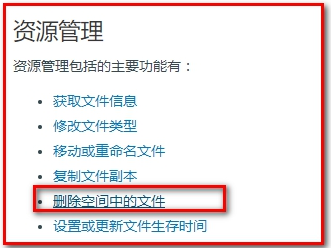 资源管理
资源管理包括的主要功能有：
获取文件信息
修改文件类型
移动或重命名文件
复制文件副本
删除空间中的文件
设置或更新文件生存时间